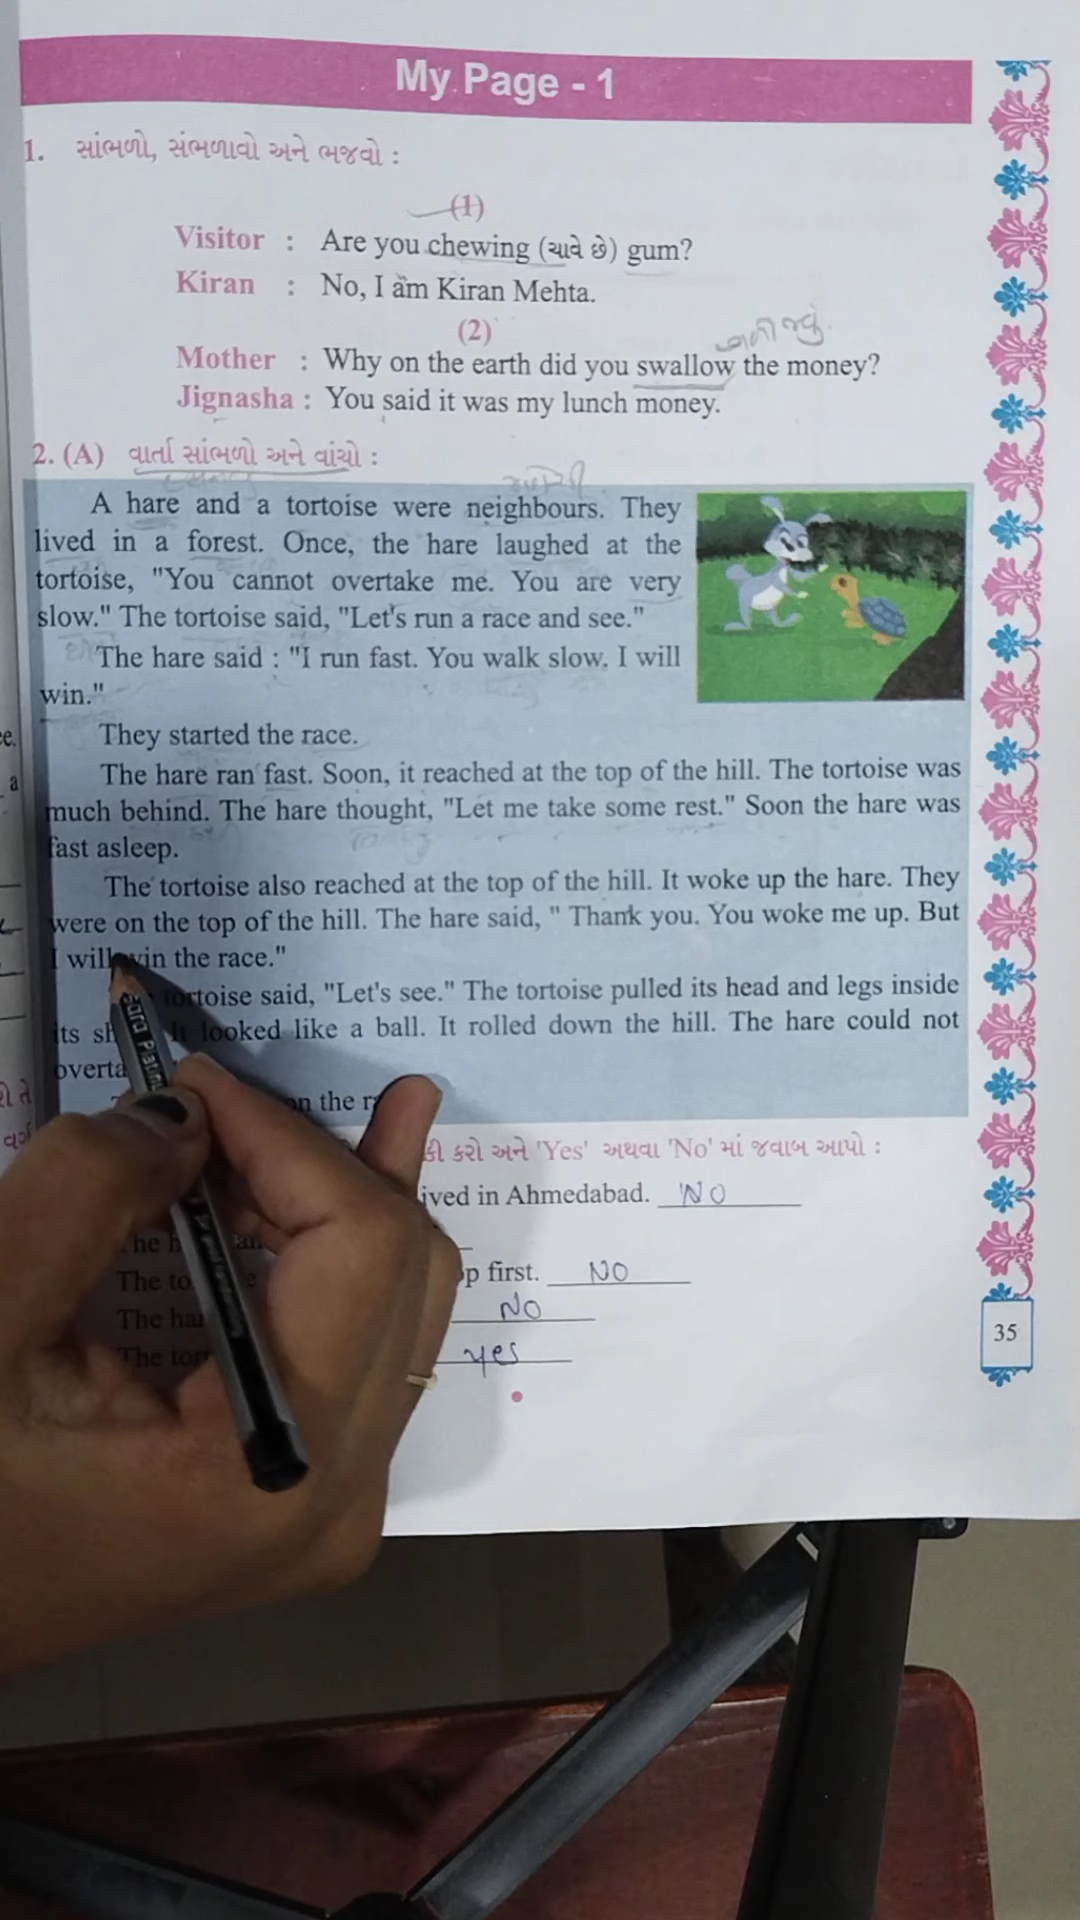 My Page - 1
1. સાંભળો, સંભળાવો અને ભજવો :
(1)
Visitor : Are you chewing (ચાવે છે) gum?
Kiran : No, I am Kiran Mehta.
(2)
Mother : Why on the earth did you swallow the money?
Jignasha : You said it was my lunch money.
2. (A) વાર્તા સાંભળો અને વાંચો :
A hare and a tortoise were neighbours. They
lived in a forest. Once, the hare laughed at the
tortoise, "You cannot overtake me. You are very
slow." The tortoise said, "Let's run a race and see."
The hare said : "I run fast. You walk slow. I will
win."
They started the race.
The hare ran fast. Soon, it reached at the top of the hill. The tortoise was
much behind. The hare thought, "Let me take some rest." Soon the hare was
fast asleep.
The tortoise also reached at the top of the hill. It woke up the hare. They
were on the top of the hill. The hare said, " Thank you. You woke me up. But
I will win the race."
tortoise said, "Let's see." The tortoise pulled its head and legs inside
its It looked like a ball. It rolled down the hill. The hare could not
on the
કરો અને 'Yes' અથવા 'No' માં જવાબ આપો :
in Ahmedabad. NO
The
The first. NO
The NO
The yes
35